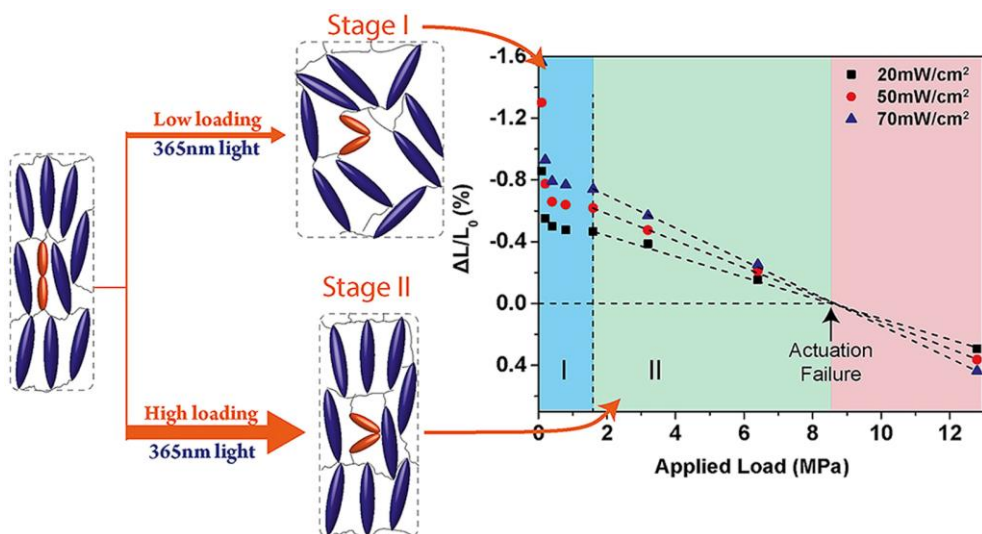 Stage I
Low loading
365nm light
Stage II
High loading
365nm light
ΔL/L₀ (%)
-1.6
-1.2
-0.8
-0.4
0.0
0.4
20mW/cm²
50mW/cm²
70mW/cm²
I
II
Actuation
Failure
0
2
4
6
8
10
12
Applied Load (MPa)